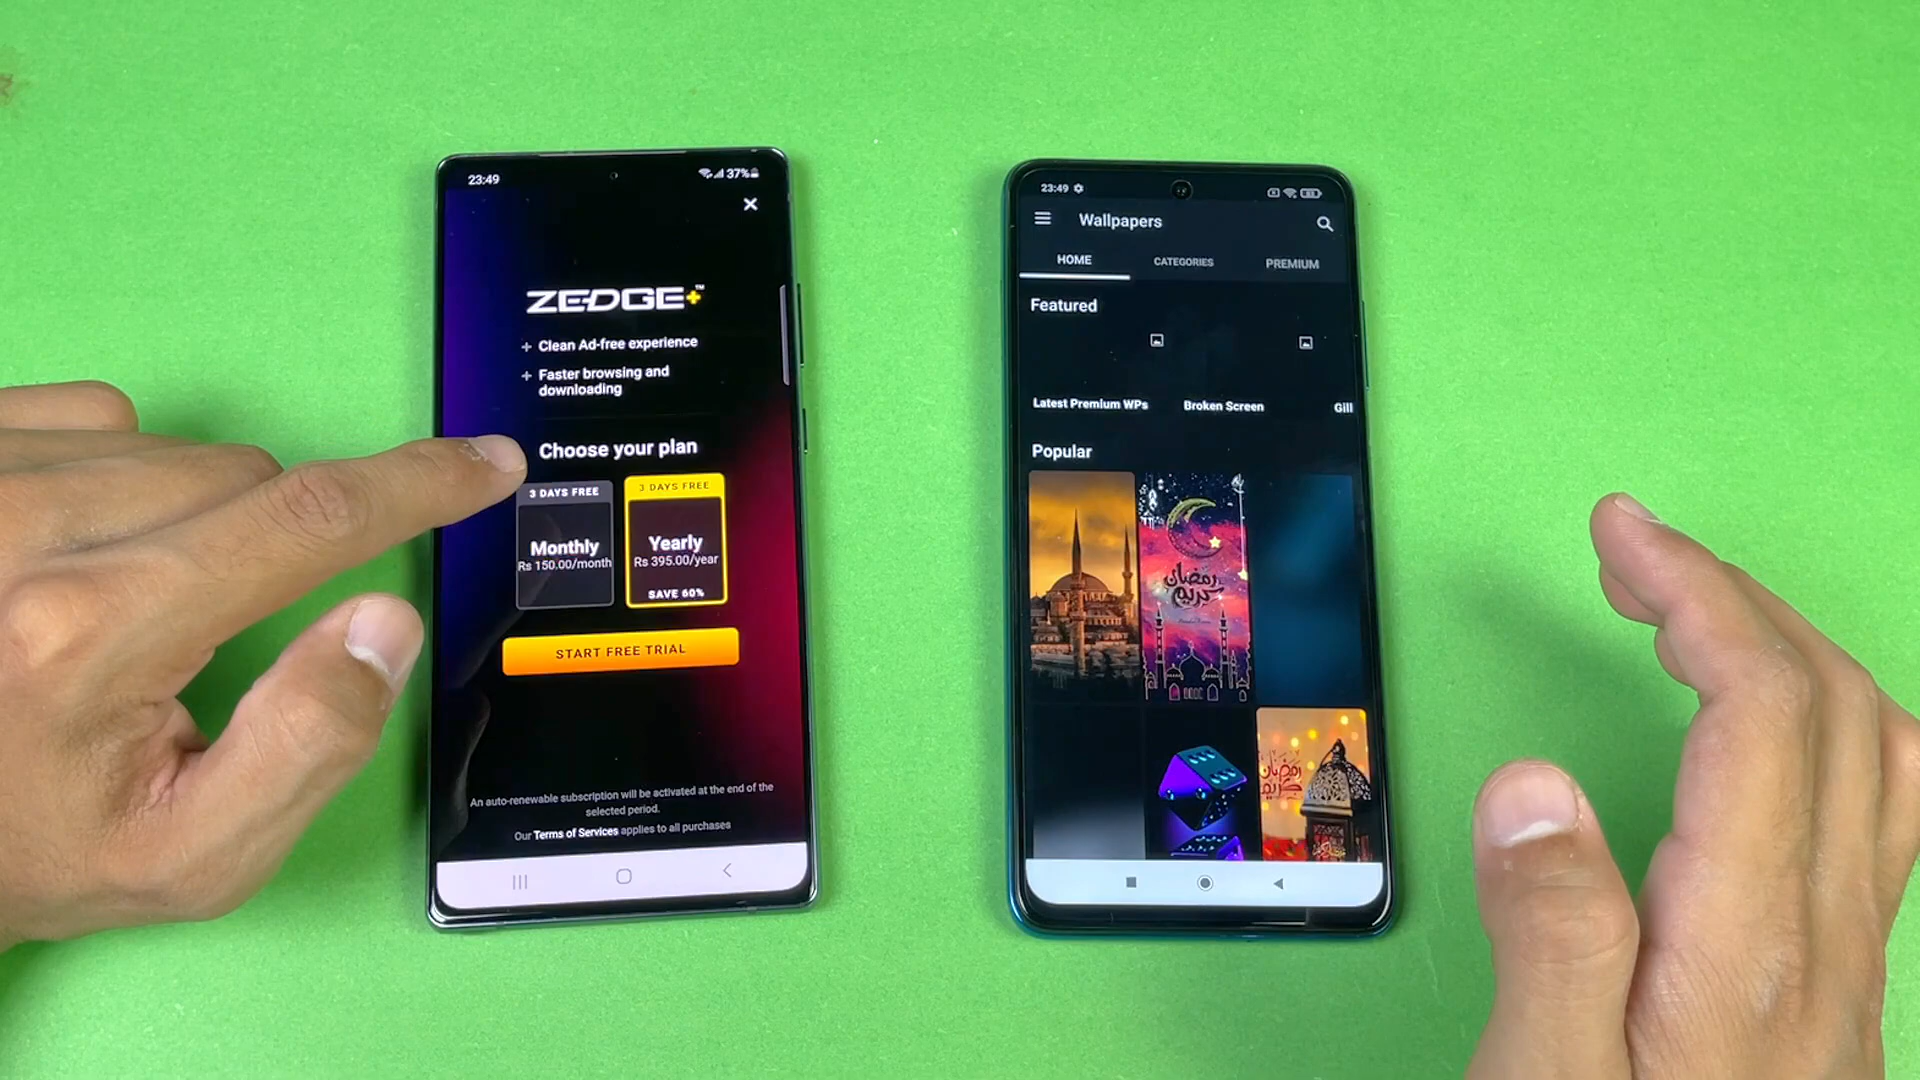 23:49
37%
ZEDGE+™
+ Clean Ad-free experience
+ Faster browsing and
downloading
Choose your plan
3 DAYS FREE
Monthly
Rs 150.00/month
3 DAYS FREE
Yearly
Rs 395.00/year
SAVE 60%
START FREE TRIAL
An auto-renewable subscription will be activated at the end of the
selected period.
Our Terms of Services applies to all purchases
23:49
Wallpapers
HOME
CATEGORIES
PREMIUM
Featured
Latest Premium WPs
Broken Screen
Gill
Popular
رمضان
كريم
رمضان
كريم